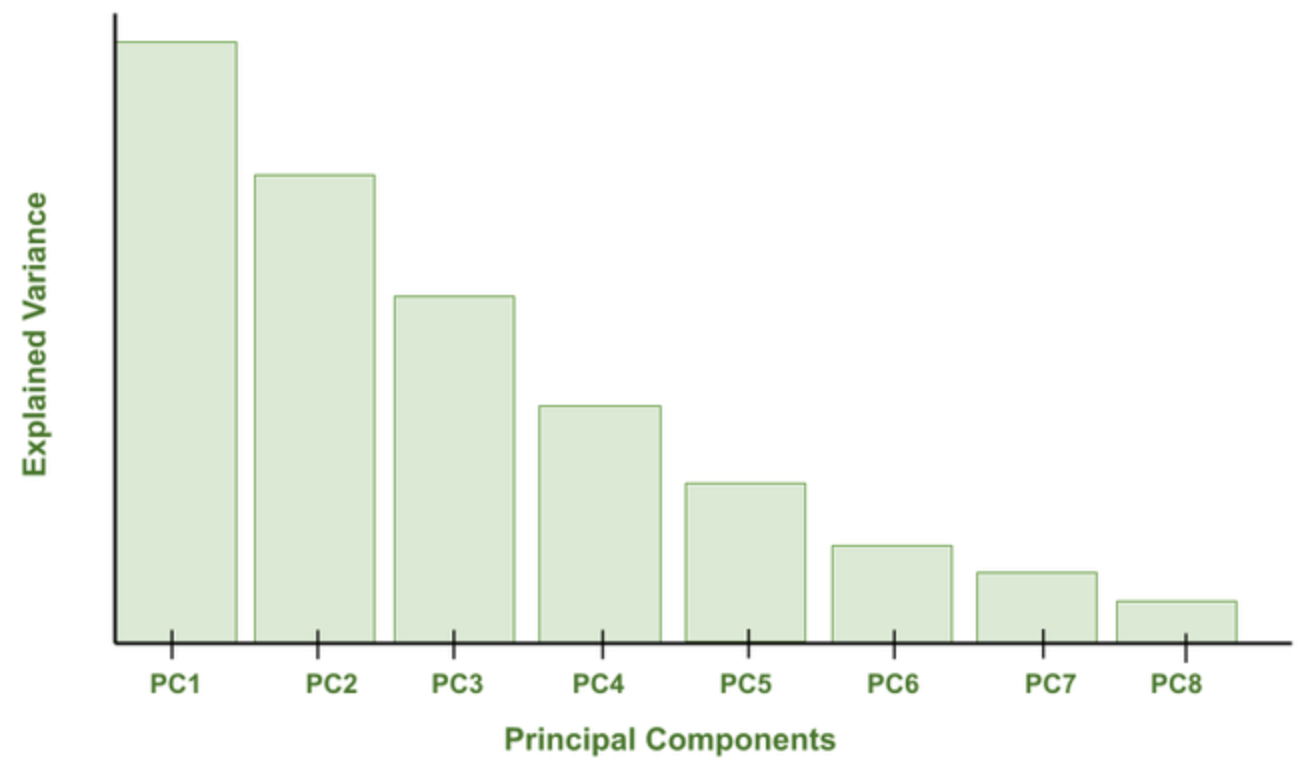 Explained Variance
PC1 PC2 PC3 PC4 PC5 PC6 PC7 PC8
Principal Components